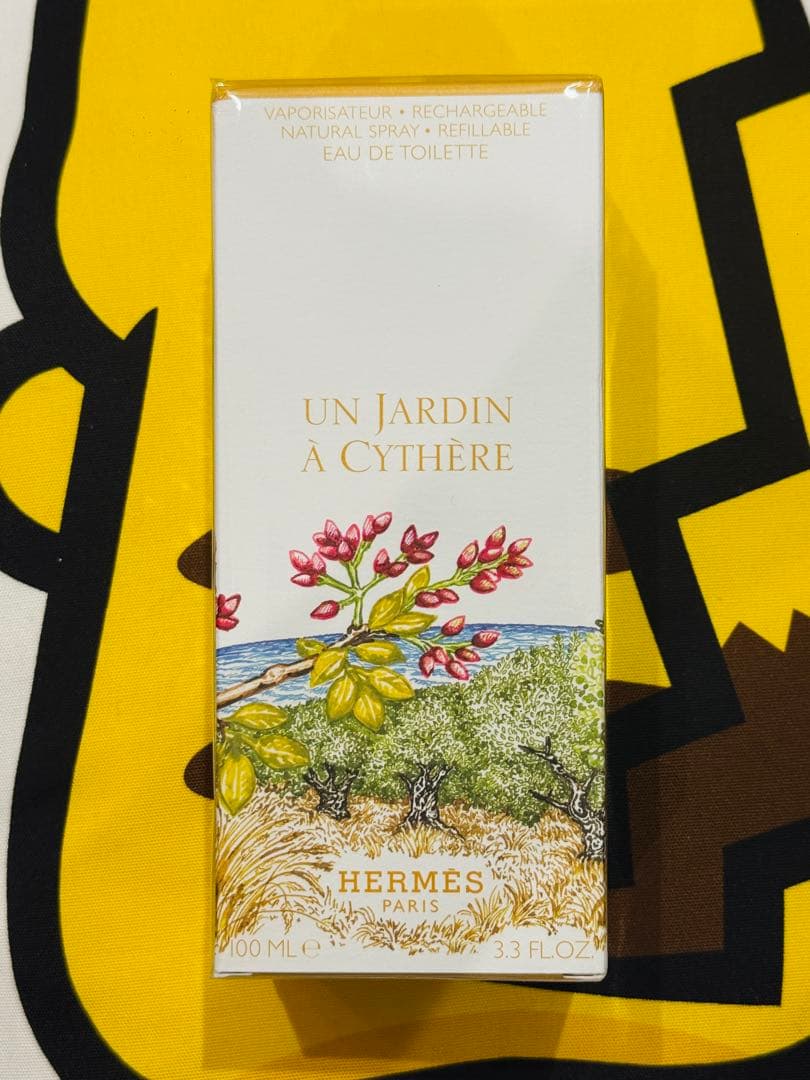 VAPORISATEUR • RECHARGEABLE
NATURAL SPRAY • REFILLABLE
EAU DE TOILETTE
UN JARDIN
À CYTHÈRE
HERMÈS
PARIS
100 ML ℮ 3.3 FL.OZ.